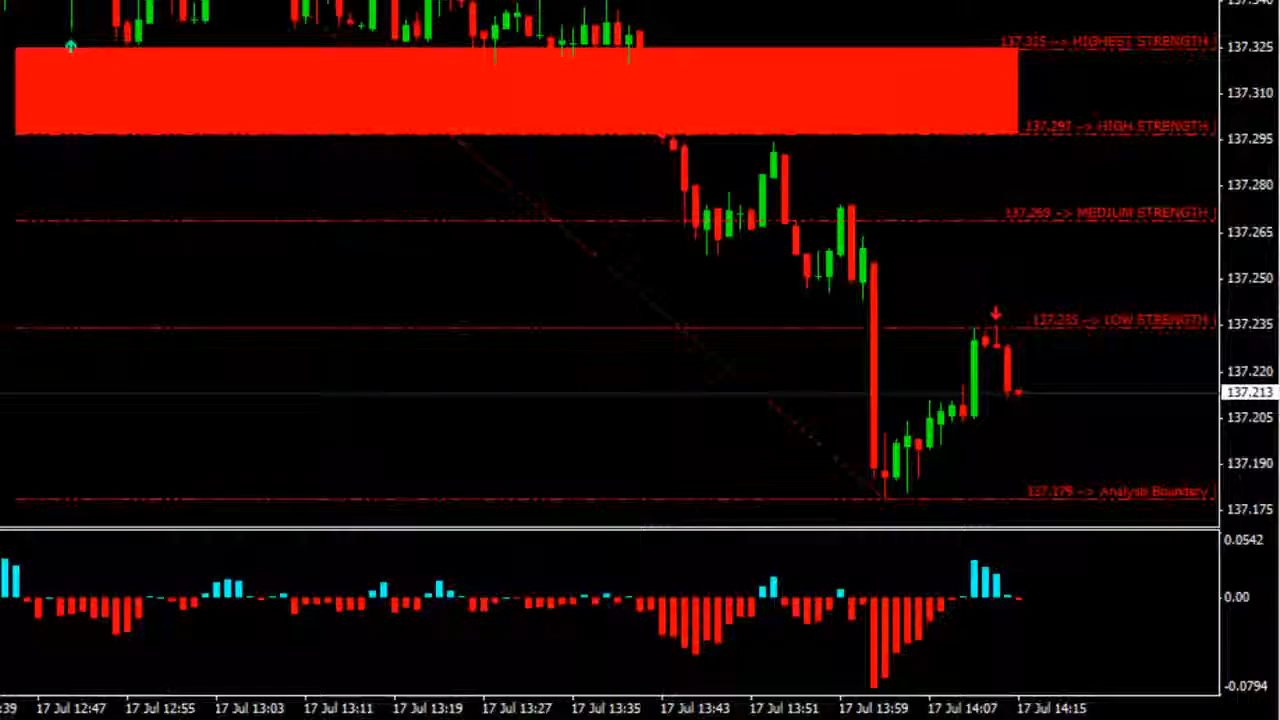 137.340
137.325 --> HIGHEST STRENGTH
137.325
137.310
137.297 --> HIGH STRENGTH
137.295
137.280
137.269 --> MEDIUM STRENGTH
137.265
137.250
137.235 --> LOW STRENGTH
137.235
137.220
137.213
137.205
137.190
137.179 --> Analysis Boundary
137.175
0.0542
0.00
-0.0794
:39 17 Jul 12:47 17 Jul 12:55 17 Jul 13:03 17 Jul 13:11 17 Jul 13:19 17 Jul 13:27 17 Jul 13:35 17 Jul 13:43 17 Jul 13:51 17 Jul 13:59 17 Jul 14:07 17 Jul 14:15